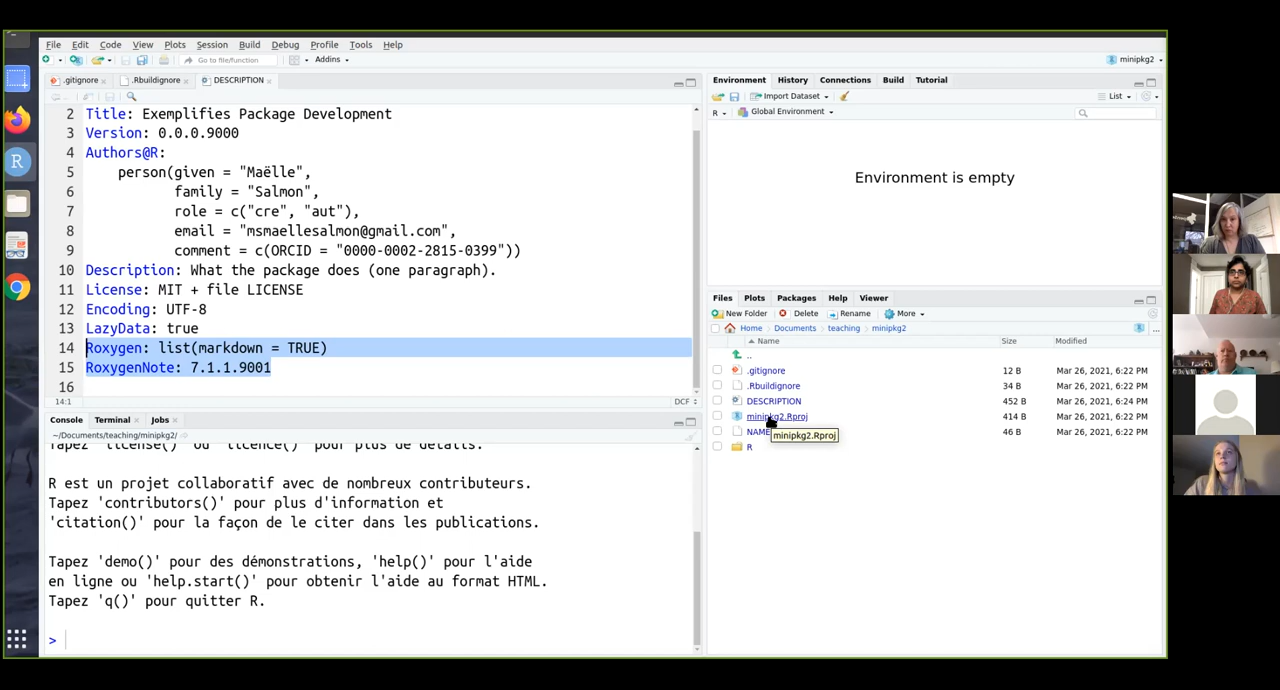 File Edit Code View Plots Session Build Debug Profile Tools Help
Go to file/function Addins minipkg2
.gitignore .Rbuildignore DESCRIPTION
2 Title: Exemplifies Package Development
3 Version: 0.0.0.9000
4 Authors@R:
5 person(given = "Maëlle",
6 family = "Salmon",
7 role = c("cre", "aut"),
8 email = "msmaellesalmon@gmail.com",
9 comment = c(ORCID = "0000-0002-2815-0399"))
10 Description: What the package does (one paragraph).
11 License: MIT + file LICENSE
12 Encoding: UTF-8
13 LazyData: true
14 Roxygen: list(markdown = TRUE)
15 RoxygenNote: 7.1.1.9001
16
14:1 DCF
Console Terminal Jobs
~/Documents/teaching/minipkg2/
Tapez 'license()' ou 'licence()' pour plus de détails.
R est un projet collaboratif avec de nombreux contributeurs.
Tapez 'contributors()' pour plus d'information et
'citation()' pour la façon de le citer dans les publications.
Tapez 'demo()' pour des démonstrations, 'help()' pour l'aide
en ligne ou 'help.start()' pour obtenir l'aide au format HTML.
Tapez 'q()' pour quitter R.
>
Environment History Connections Build Tutorial
Import Dataset List
R Global Environment
Environment is empty
Files Plots Packages Help Viewer
New Folder Delete Rename More
Home Documents teaching minipkg2
Name Size Modified
..
.gitignore 12 B Mar 26, 2021, 6:22 PM
.Rbuildignore 34 B Mar 26, 2021, 6:22 PM
DESCRIPTION 452 B Mar 26, 2021, 6:24 PM
minipkg2.Rproj 414 B Mar 26, 2021, 6:22 PM
NAME 46 B Mar 26, 2021, 6:22 PM
minipkg2.Rproj
R